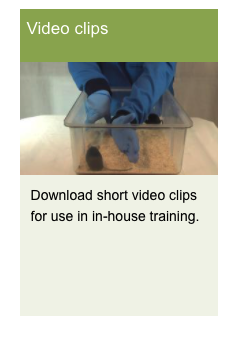 Video clips
Download short video clips
for use in in-house training.